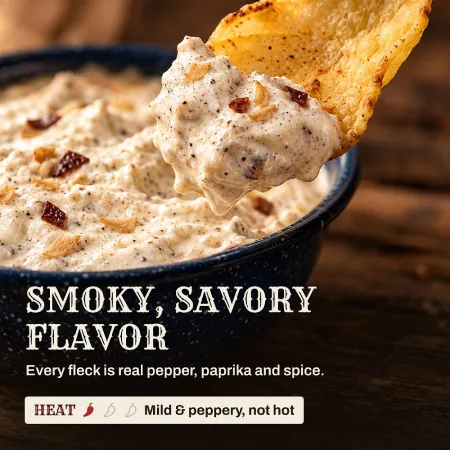 SMOKY, SAVORY
FLAVOR
Every fleck is real pepper, paprika and spice.
HEAT Mild & peppery, not hot